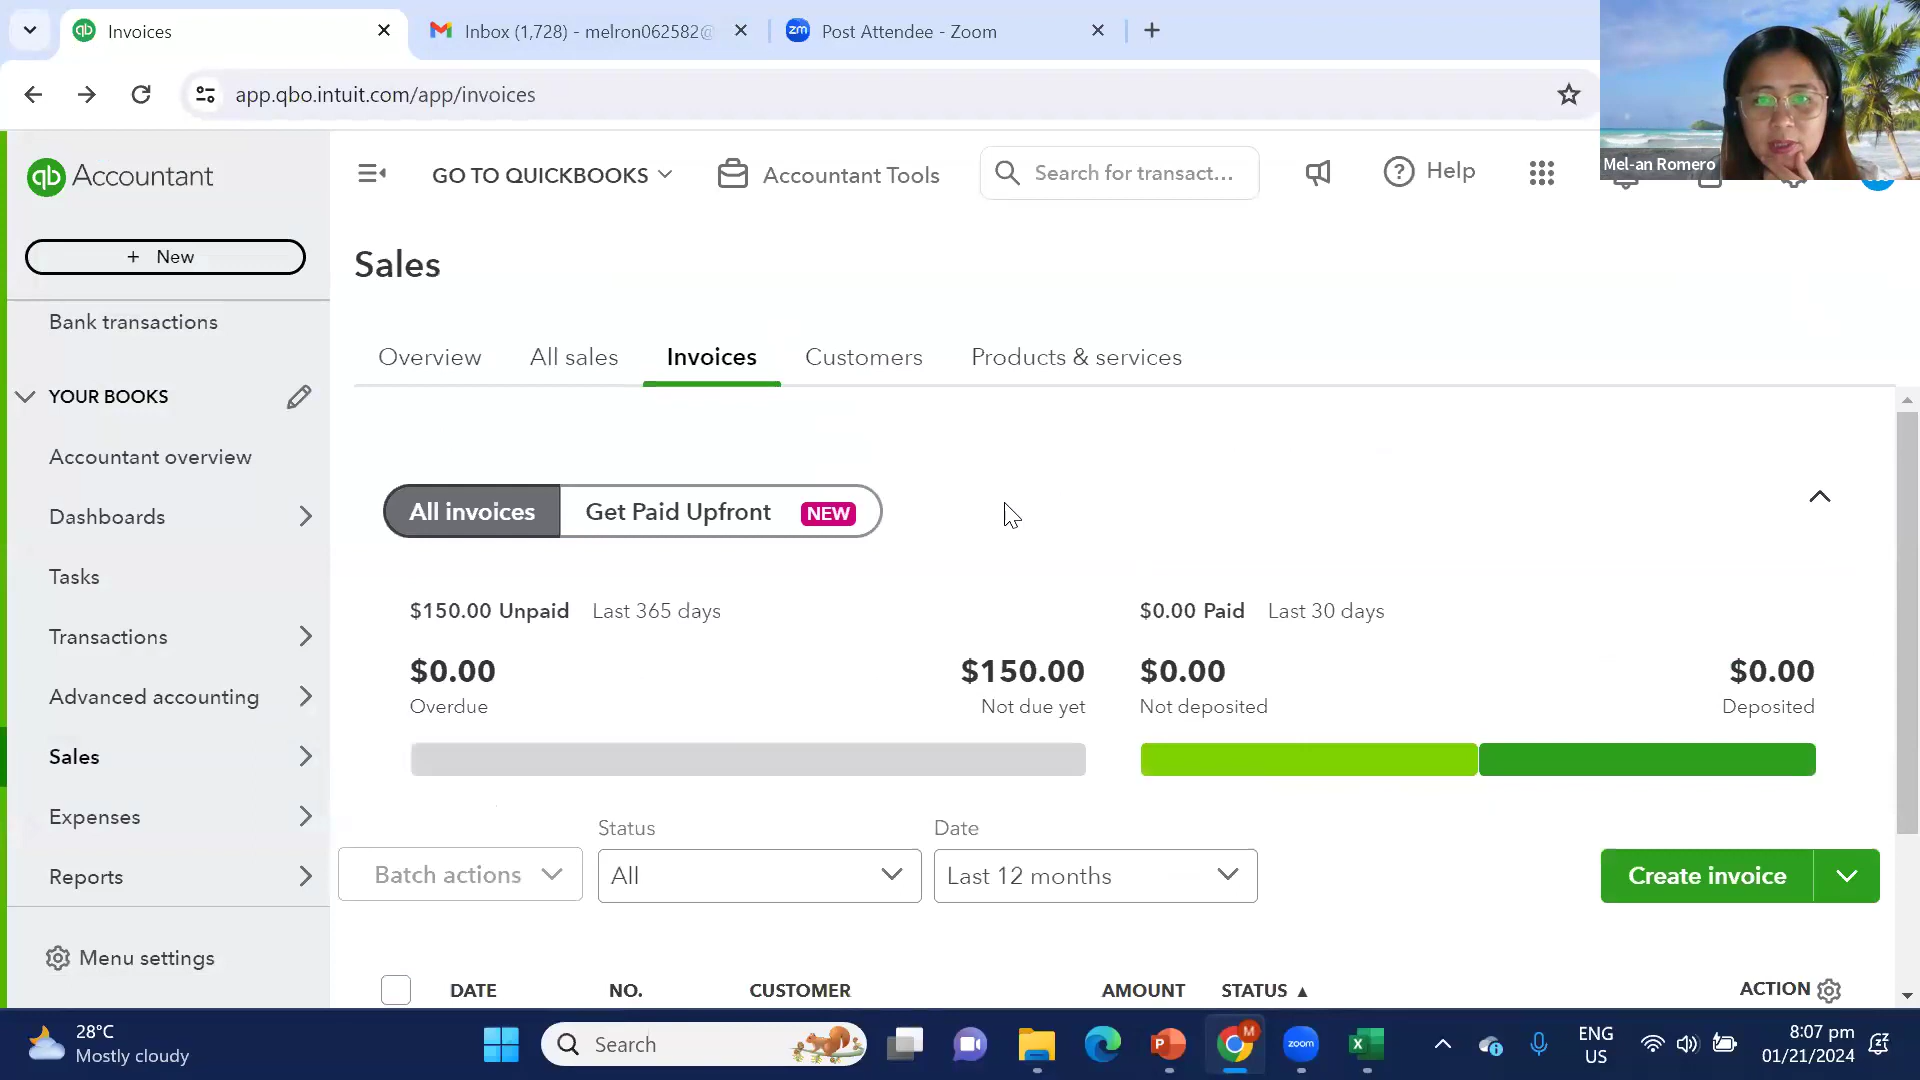 Invoices
Inbox (1,728) - melron062582@
Post Attendee - Zoom
app.qbo.intuit.com/app/invoices
Mel-an Romero
qb Accountant
GO TO QUICKBOOKS
Accountant Tools
Search for transact...
Help
+ New
Sales
Bank transactions
Overview
All sales
Invoices
Customers
Products & services
YOUR BOOKS
Accountant overview
Dashboards
Tasks
Transactions
Advanced accounting
Sales
Expenses
Reports
Menu settings
All invoices
Get Paid Upfront NEW
$150.00 Unpaid Last 365 days
$0.00 Paid Last 30 days
$0.00
$150.00
$0.00
$0.00
Overdue
Not due yet
Not deposited
Deposited
Status
Date
Batch actions
All
Last 12 months
Create invoice
DATE
NO.
CUSTOMER
AMOUNT
STATUS ▲
ACTION
28°C
Mostly cloudy
Search
zoom
ENG
US
8:07 pm
01/21/2024